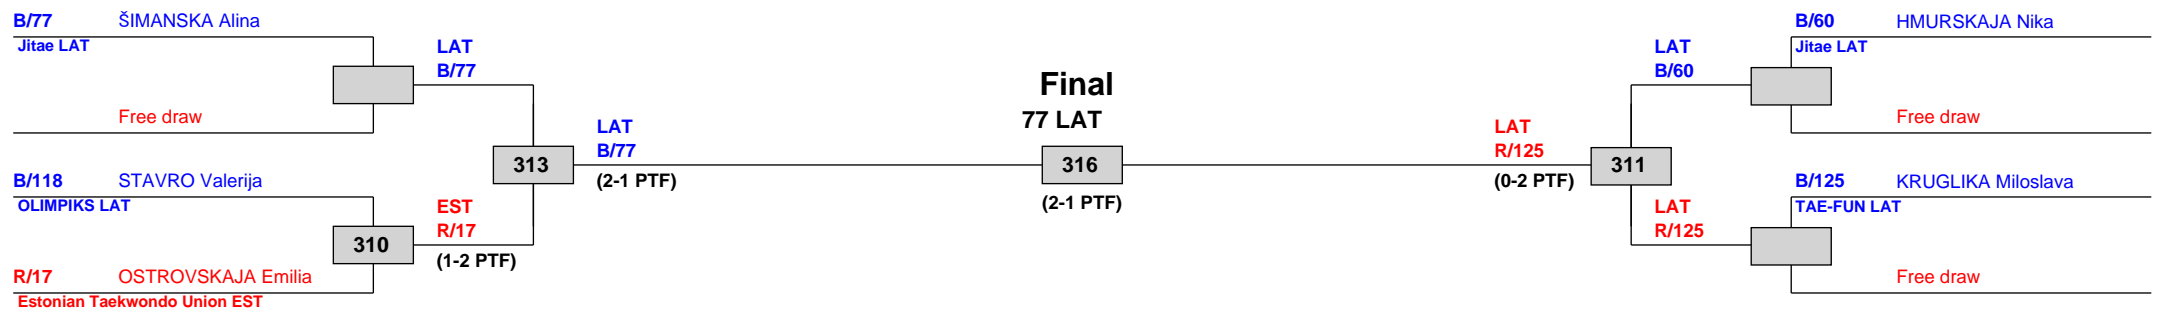 B/77 ŠIMANSKA Alina
Jitae LAT
Free draw
LAT
B/77
B/118 STAVRO Valerija
OLIMPIKS LAT
310
R/17 OSTROVSKAJA Emilia
Estonian Taekwondo Union EST
EST
R/17
(1-2 PTF)
313
LAT
B/77
(2-1 PTF)
Final
77 LAT
316
(2-1 PTF)
LAT
R/125
(0-2 PTF)
311
LAT
B/60
LAT
R/125
B/60 HMURSKAJA Nika
Jitae LAT
Free draw
B/125 KRUGLIKA Miloslava
TAE-FUN LAT
Free draw